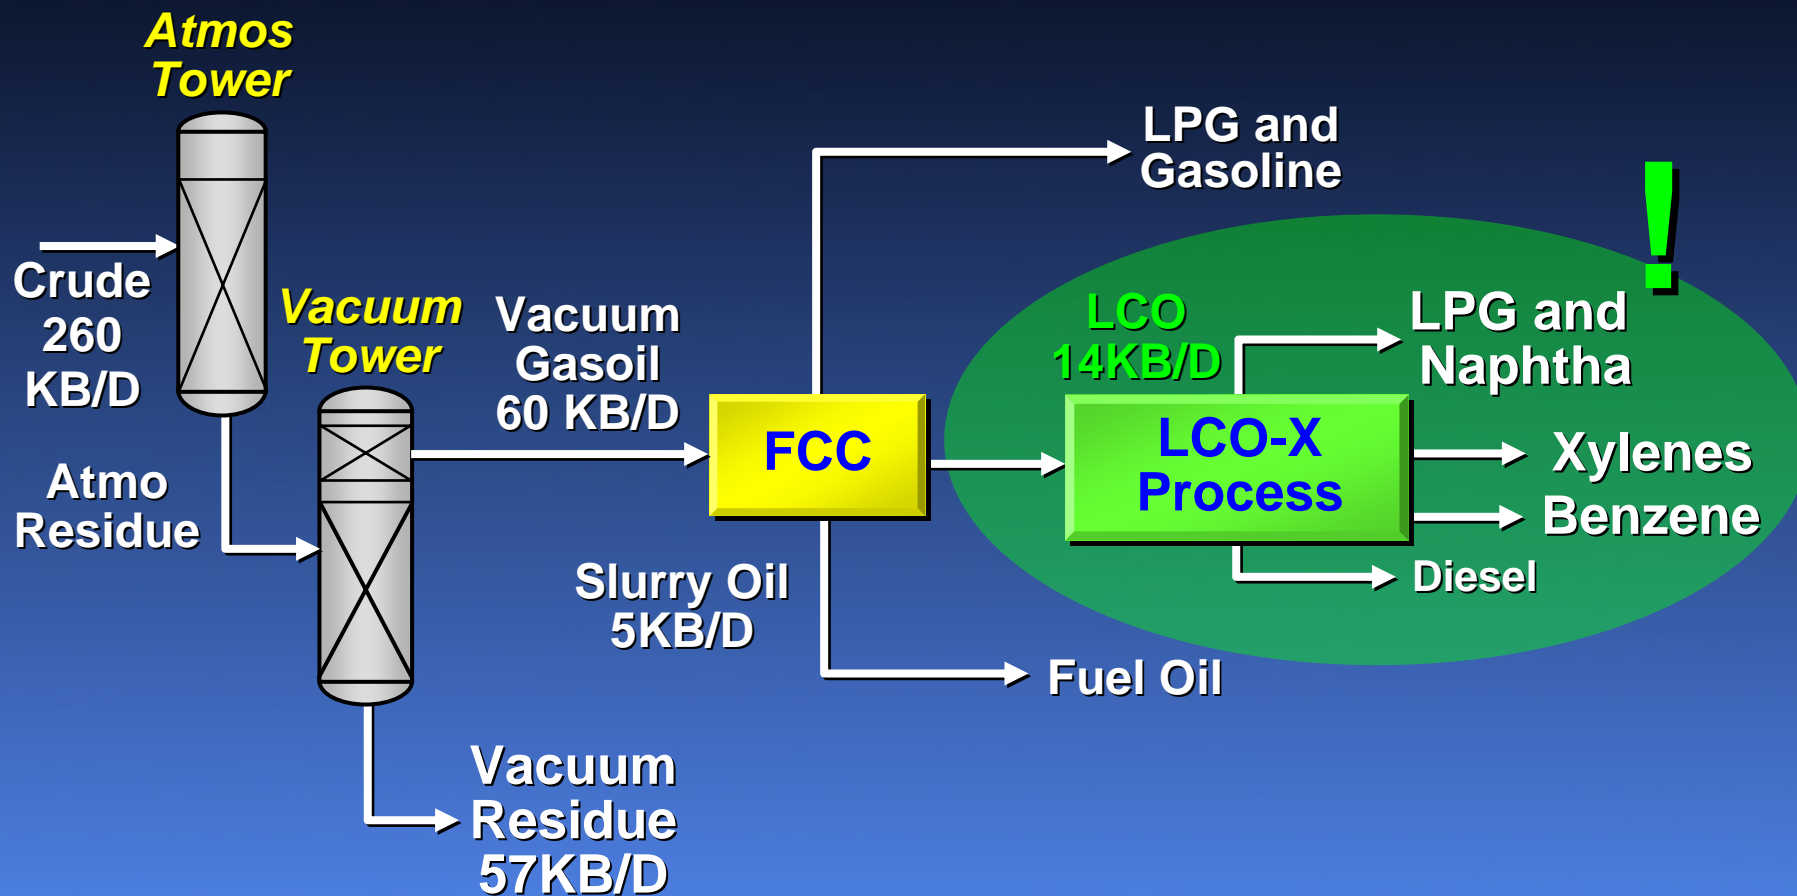 Atmos
Tower
Crude
260
KB/D
Atmo
Residue
Vacuum
Tower
Vacuum
Gasoil
60 KB/D
Vacuum
Residue
57KB/D
FCC
LPG and
Gasoline
Slurry Oil
5KB/D
Fuel Oil
LCO
14KB/D
LCO-X
Process
!
LPG and
Naphtha
Xylenes
Benzene
Diesel